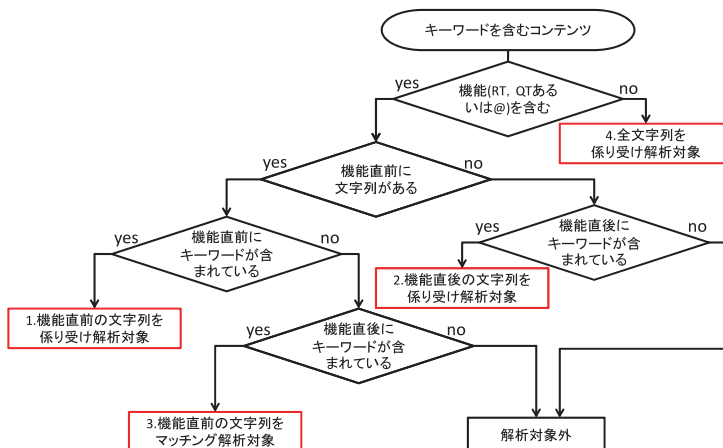 キーワードを含むコンテンツ
yes
機能(RT, QTある
いは@)を含む
no
4.全文字列を
係り受け解析対象
yes
機能直前に
文字列がある
no
yes
機能直前に
キーワードが含
まれている
no
yes
機能直後に
キーワードが含
まれている
no
1.機能直前の文字列を
係り受け解析対象
2.機能直後の文字列を
係り受け解析対象
yes
機能直後に
キーワードが含
まれている
no
3.機能直前の文字列を
マッチング解析対象
解析対象外